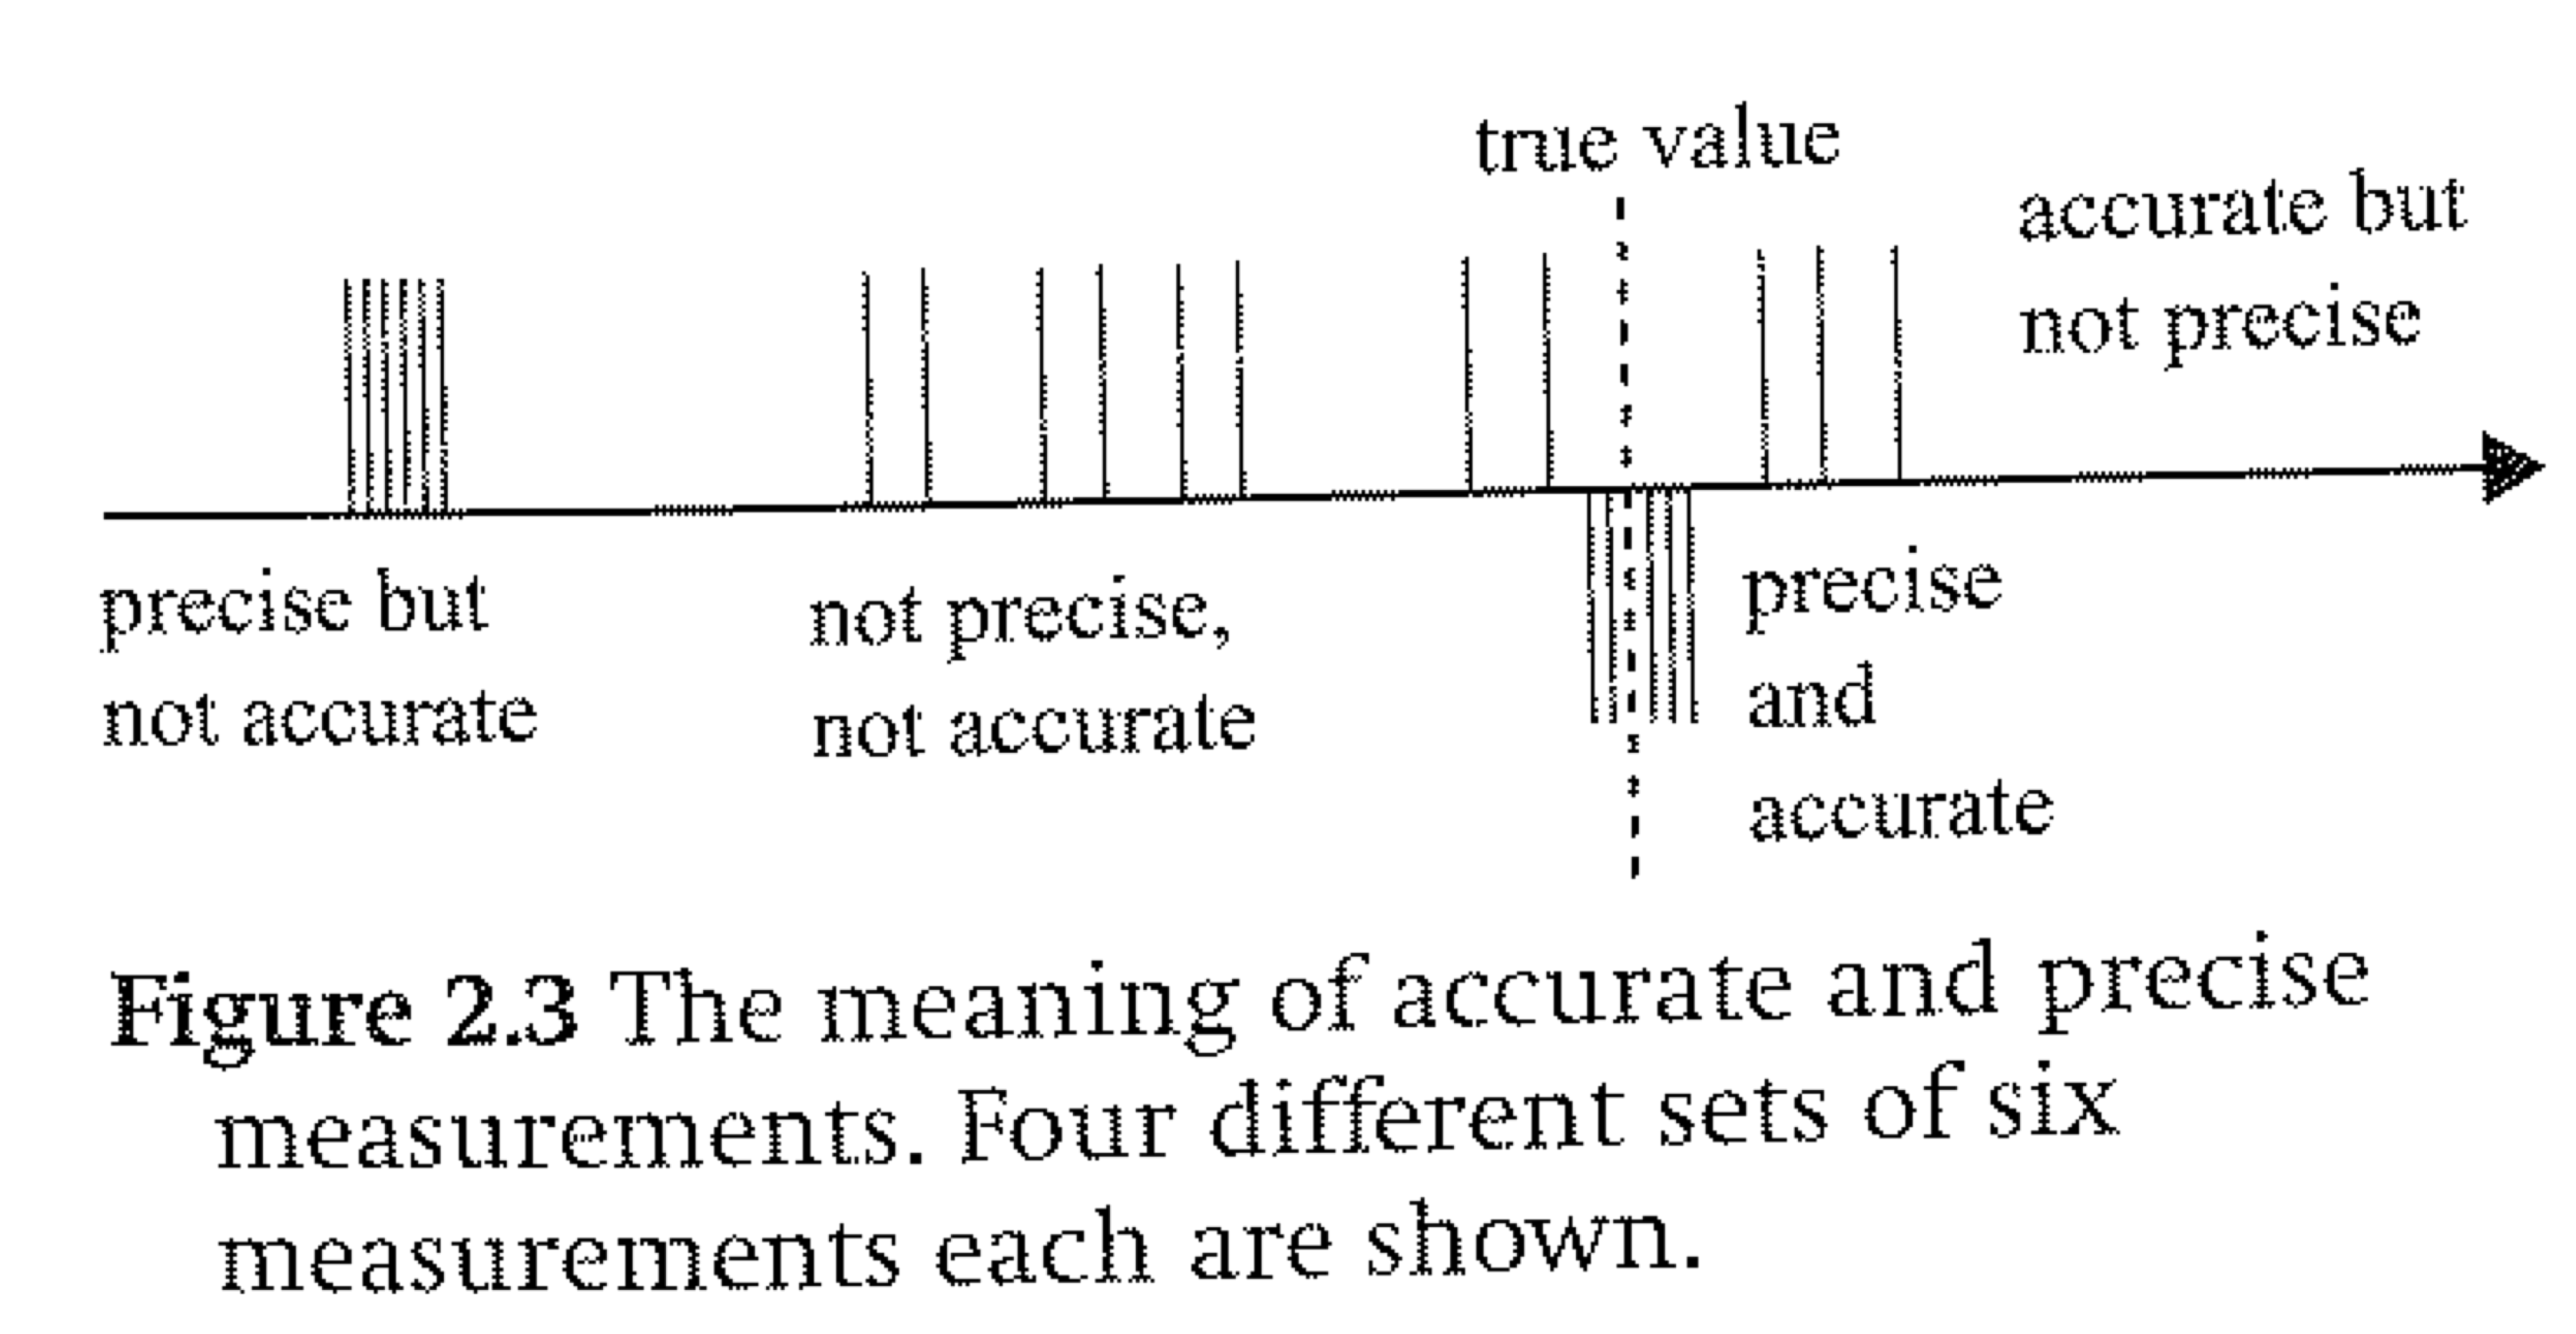 true value
accurate but
not precise
precise but
not accurate
not precise,
not accurate
precise
and
accurate
Figure 2.3 The meaning of accurate and precise
measurements. Four different sets of six
measurements each are shown.